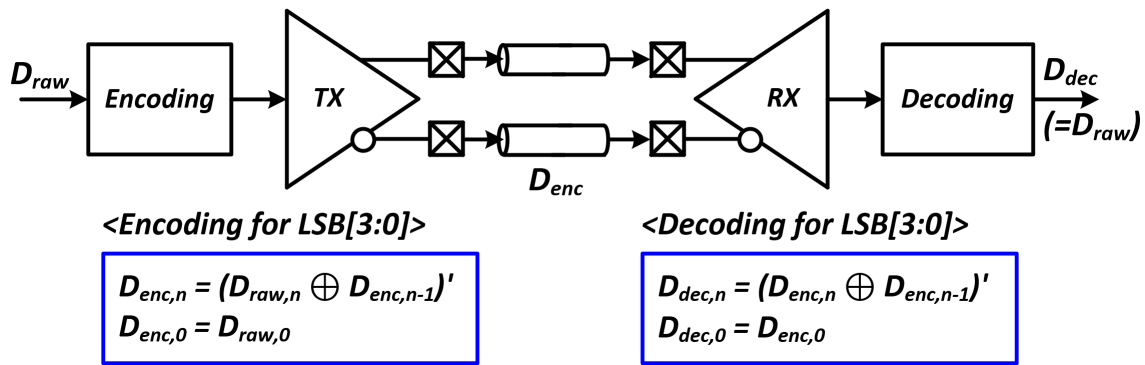 D_raw
Encoding
TX
RX
Decoding
D_dec
(=D_raw)
D_enc
<Encoding for LSB[3:0]>
D_enc,n = (D_raw,n ⊕ D_enc,n-1)'
D_enc,0 = D_raw,0
<Decoding for LSB[3:0]>
D_dec,n = (D_enc,n ⊕ D_enc,n-1)'
D_dec,0 = D_enc,0